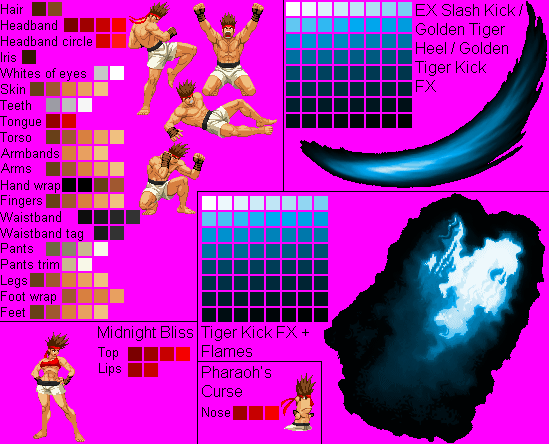 Hair
Headband
Headband circle
Iris
Whites of eyes
Skin
Teeth
Tongue
Torso
Armbands
Arms
Hand wrap
Fingers
Waistband
Waistband tag
Pants
Pants trim
Legs
Foot wrap
Feet
EX Slash Kick /
Golden Tiger
Heel / Golden
Tiger Kick
FX
Midnight Bliss
Top
Lips
Tiger Kick FX +
Flames
Pharaoh's
Curse
Nose